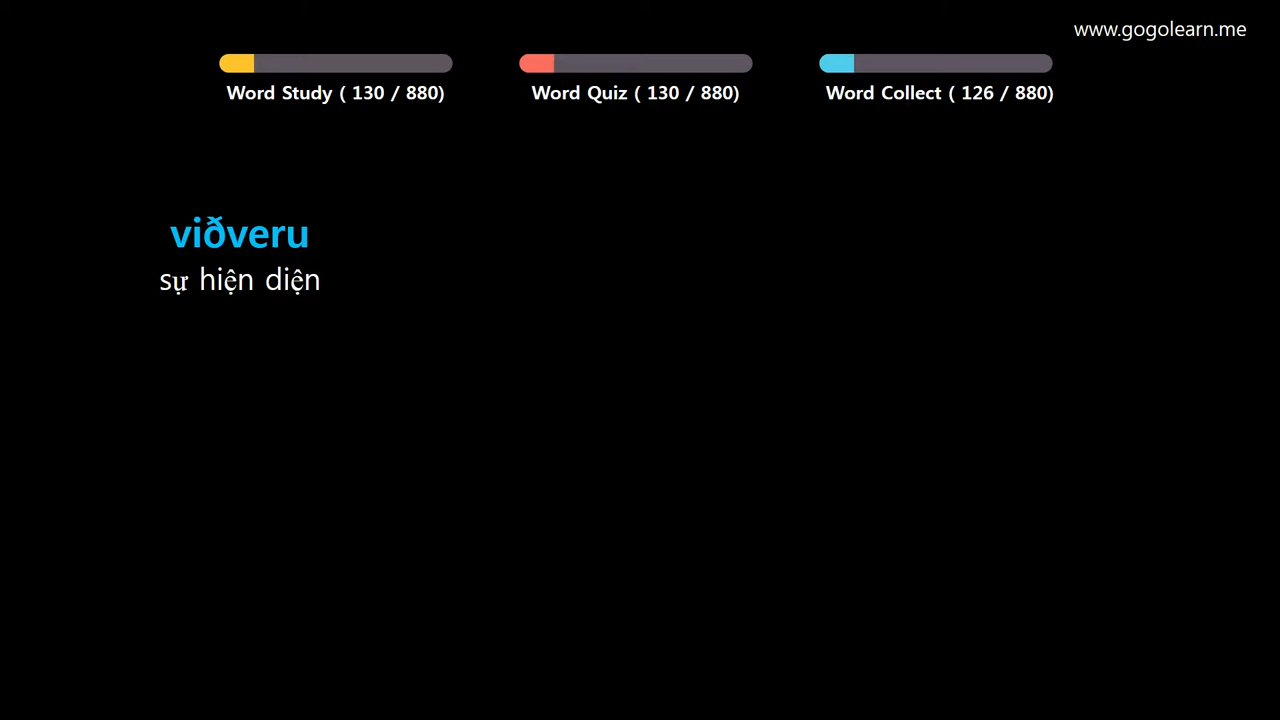 www.gogolearn.me
Word Study ( 130 / 880)
Word Quiz ( 130 / 880)
Word Collect ( 126 / 880)
viðveru
sự hiện diện